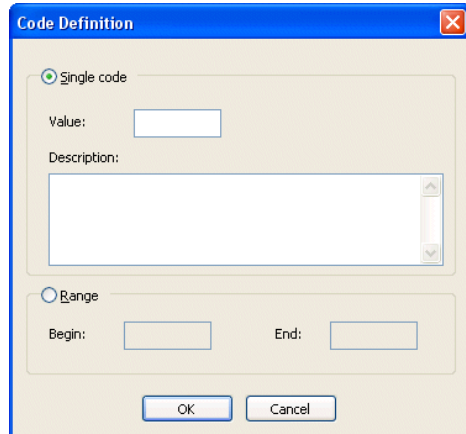 Code Definition
Single code
Value:
Description:
Range
Begin: End:
OK Cancel